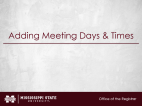 Adding Meeting Days & Times
MISSISSIPPI STATE
UNIVERSITY
Office of the Registrar